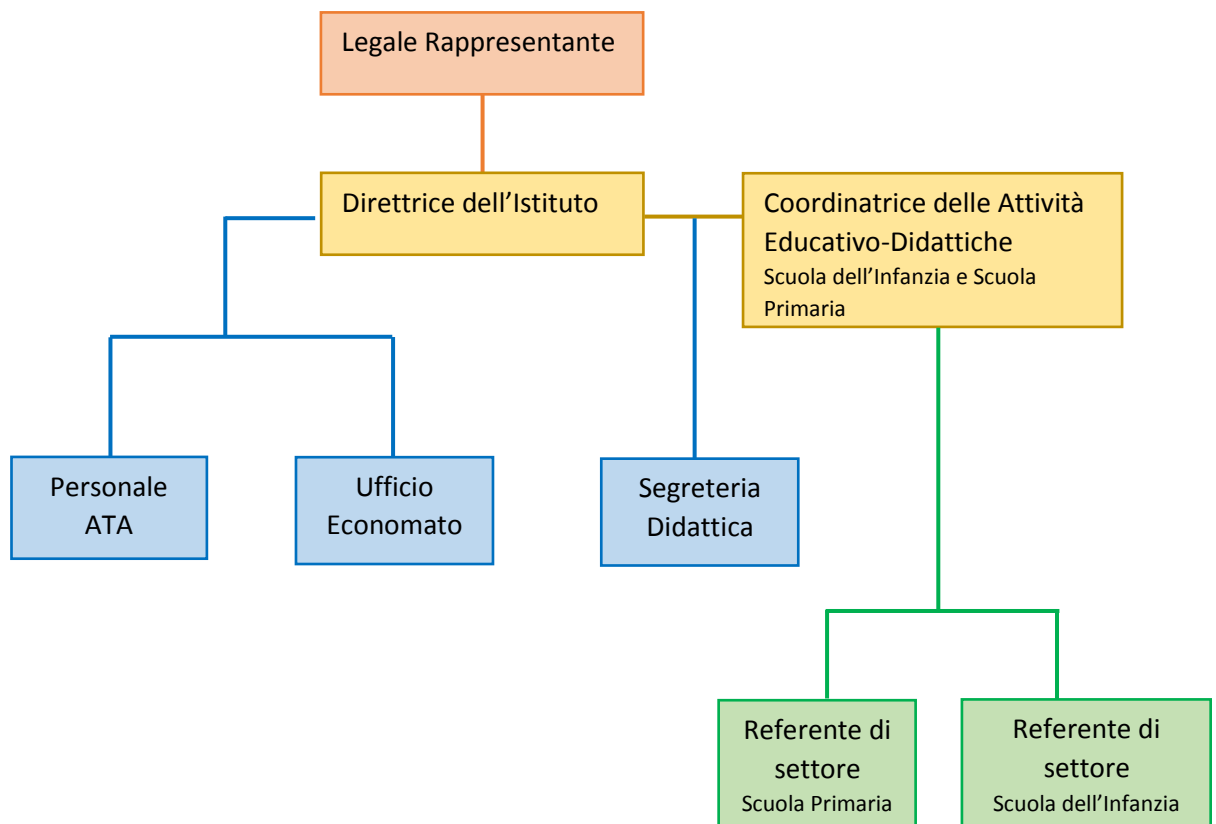 Legale Rappresentante
Direttrice dell’Istituto
Coordinatrice delle Attività
Educativo-Didattiche
Scuola dell’Infanzia e Scuola
Primaria
Personale
ATA
Ufficio
Economato
Segreteria
Didattica
Referente di
settore
Scuola Primaria
Referente di
settore
Scuola dell’Infanzia